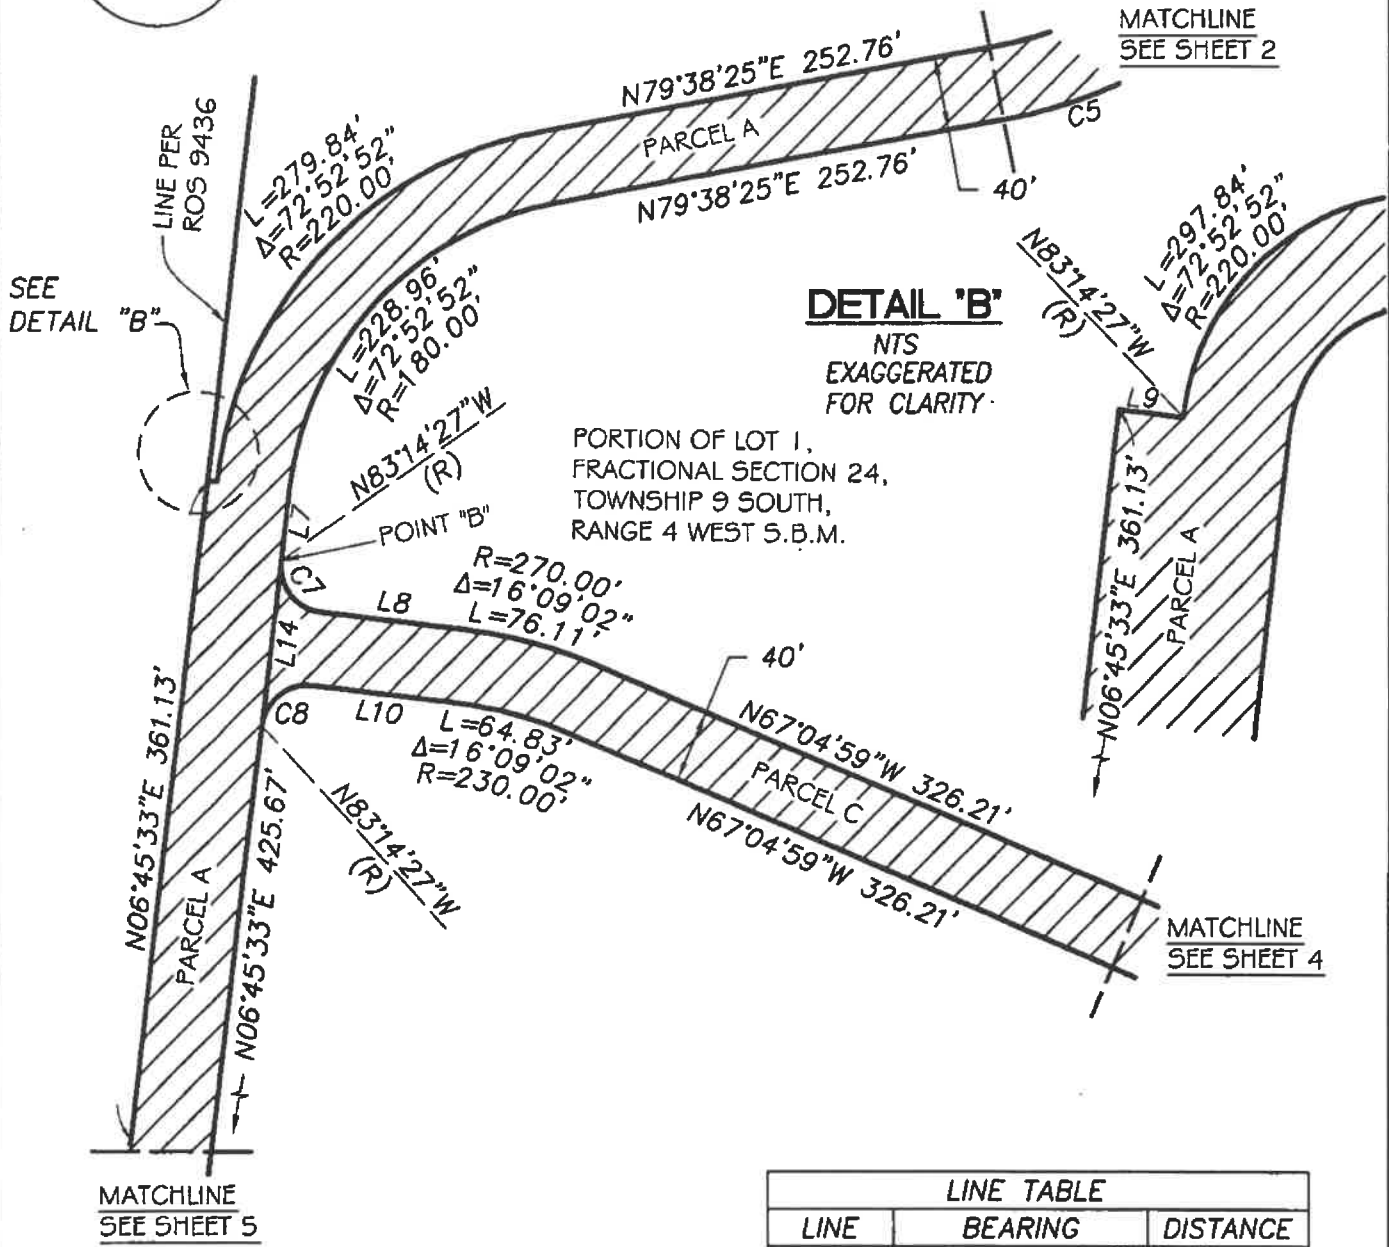 MATCHLINE
SEE SHEET 2
N79°38'25"E 252.76'
PARCEL A
N79°38'25"E 252.76'
C5
40'
LINE PER
ROS 9436
L=279.84'
Δ=72°52'52"
R=220.00'
SEE
DETAIL "B"
L=228.96'
Δ=72°52'52"
R=180.00'
N83°14'27"W
(R)
L7
POINT "B"
DETAIL "B"
NTS
EXAGGERATED
FOR CLARITY
N83°14'27"W
(R)
L=297.84'
Δ=72°52'52"
R=220.00'
L9
N06°45'33"E 361.13'
PARCEL A
PORTION OF LOT 1,
FRACTIONAL SECTION 24,
TOWNSHIP 9 SOUTH,
RANGE 4 WEST S.B.M.
C7
L8
R=270.00'
Δ=16°09'02"
L=76.11'
L14
40'
C8
L10
L=64.83'
Δ=16°09'02"
R=230.00'
N67°04'59"W 326.21'
PARCEL C
N67°04'59"W 326.21'
N83°14'27"W
(R)
N06°45'33"E 361.13'
PARCEL A
N06°45'33"E 425.67'
MATCHLINE
SEE SHEET 4
MATCHLINE
SEE SHEET 5
LINE TABLE
LINE BEARING DISTANCE